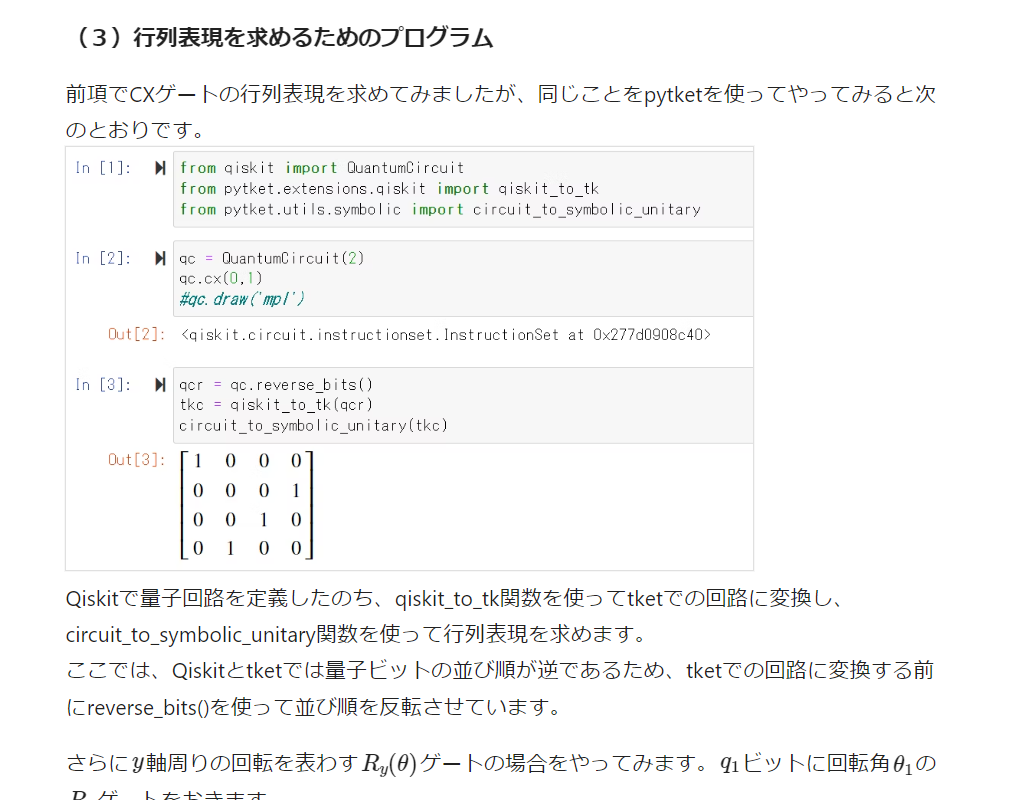 （３）行列表現を求めるためのプログラム
前項でCXゲートの行列表現を求めてみましたが、同じことをpytketを使ってやってみると次
のとおりです。
In [1]: from qiskit import QuantumCircuit
from pytket.extensions.qiskit import qiskit_to_tk
from pytket.utils.symbolic import circuit_to_symbolic_unitary
In [2]: qc = QuantumCircuit(2)
qc.cx(0,1)
#qc.draw('mpl')
Out[2]: <qiskit.circuit.instructionset.InstructionSet at 0x277d0908c40>
In [3]: qcr = qc.reverse_bits()
tkc = qiskit_to_tk(qcr)
circuit_to_symbolic_unitary(tkc)
Out[3]: 1 0 0 0
0 0 0 1
0 0 1 0
0 1 0 0
Qiskitで量子回路を定義したのち、qiskit_to_tk関数を使ってtketでの回路に変換し、
circuit_to_symbolic_unitary関数を使って行列表現を求めます。
ここでは、Qiskitとtketでは量子ビットの並び順が逆であるため、tketでの回路に変換する前
にreverse_bits()を使って並び順を反転させています。
さらにy軸周りの回転を表わすRy(θ)ゲートの場合をやってみます。q1ビットに回転角θ1の